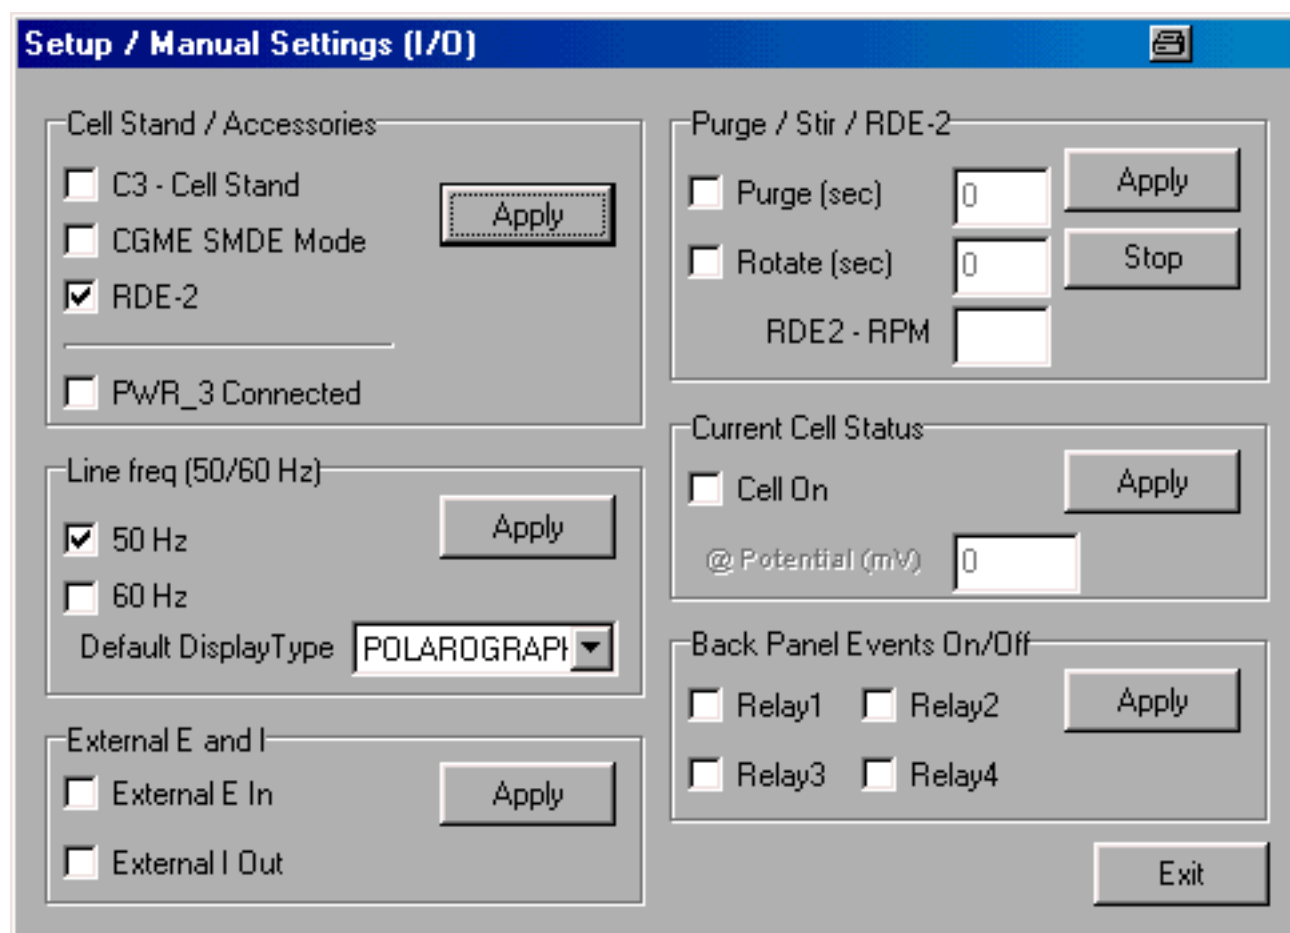 Setup / Manual Settings (I/O)
Cell Stand / Accessories
C3 - Cell Stand
CGME SMDE Mode
Apply
RDE-2
PWR_3 Connected
Line freq (50/60 Hz)
50 Hz
Apply
60 Hz
Default DisplayType POLAROGRAPH
External E and I
External E In
Apply
External I Out
Purge / Stir / RDE-2
Purge (sec) 0 Apply
Rotate (sec) 0 Stop
RDE2 - RPM
Current Cell Status
Cell On Apply
@ Potential (mV) 0
Back Panel Events On/Off
Relay1 Relay2 Apply
Relay3 Relay4
Exit